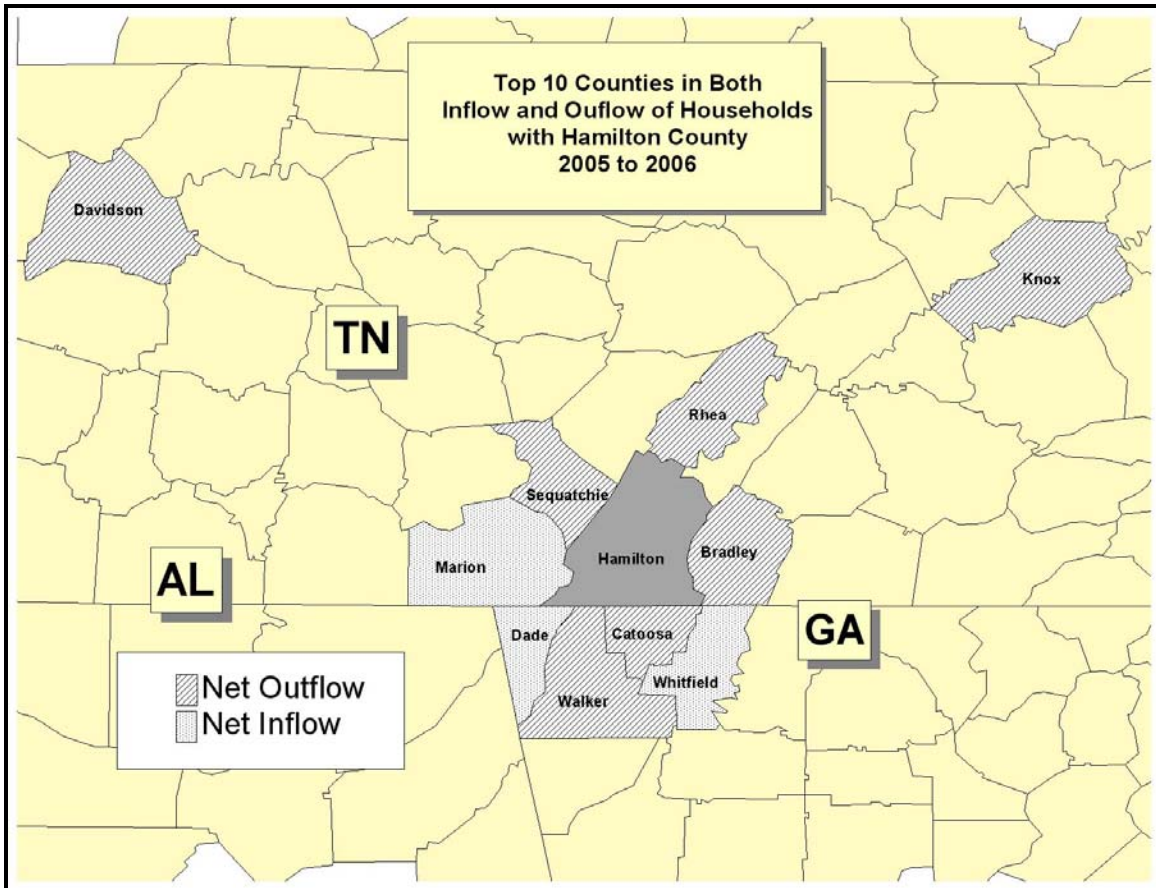 Top 10 Counties in Both
Inflow and Ouflow of Households
with Hamilton County
2005 to 2006
Davidson
Knox
TN
Rhea
Sequatchie
Hamilton
Bradley
Marion
AL
GA
Dade
Catoosa
Whitfield
Walker
Net Outflow
Net Inflow